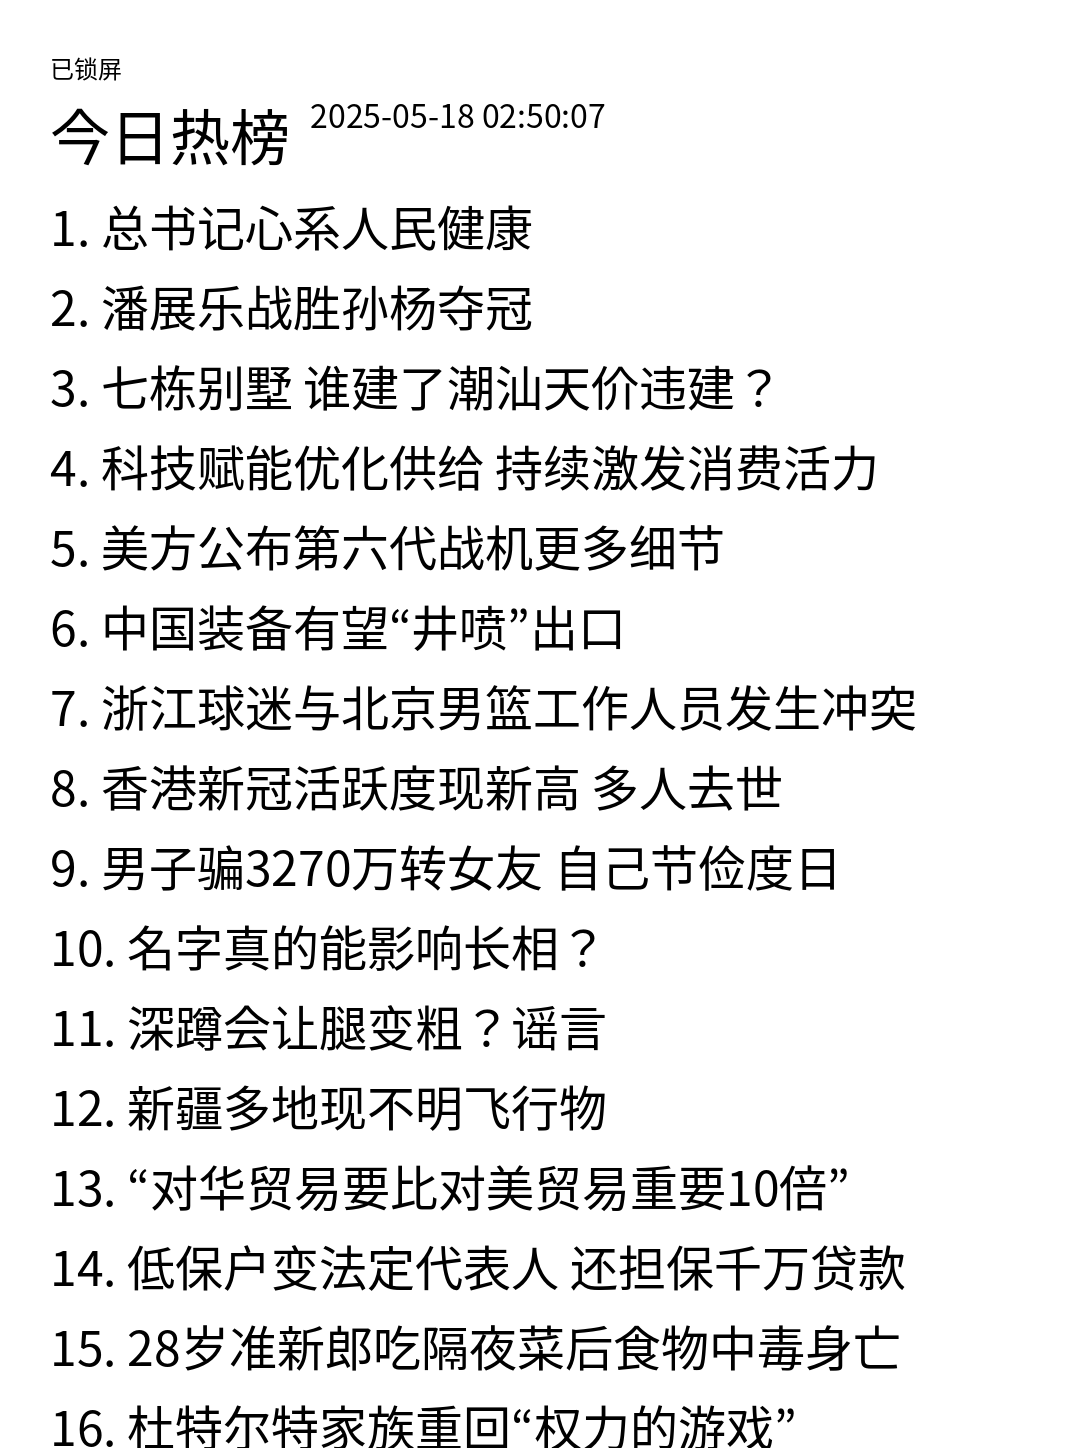 已锁屏
今日热榜 2025-05-18 02:50:07
1. 总书记心系人民健康
2. 潘展乐战胜孙杨夺冠
3. 七栋别墅 谁建了潮汕天价违建？
4. 科技赋能优化供给 持续激发消费活力
5. 美方公布第六代战机更多细节
6. 中国装备有望“井喷”出口
7. 浙江球迷与北京男篮工作人员发生冲突
8. 香港新冠活跃度现新高 多人去世
9. 男子骗3270万转女友 自己节俭度日
10. 名字真的能影响长相？
11. 深蹲会让腿变粗？谣言
12. 新疆多地现不明飞行物
13. “对华贸易要比对美贸易重要10倍”
14. 低保户变法定代表人 还担保千万贷款
15. 28岁准新郎吃隔夜菜后食物中毒身亡
16. 杜特尔特家族重回“权力的游戏”